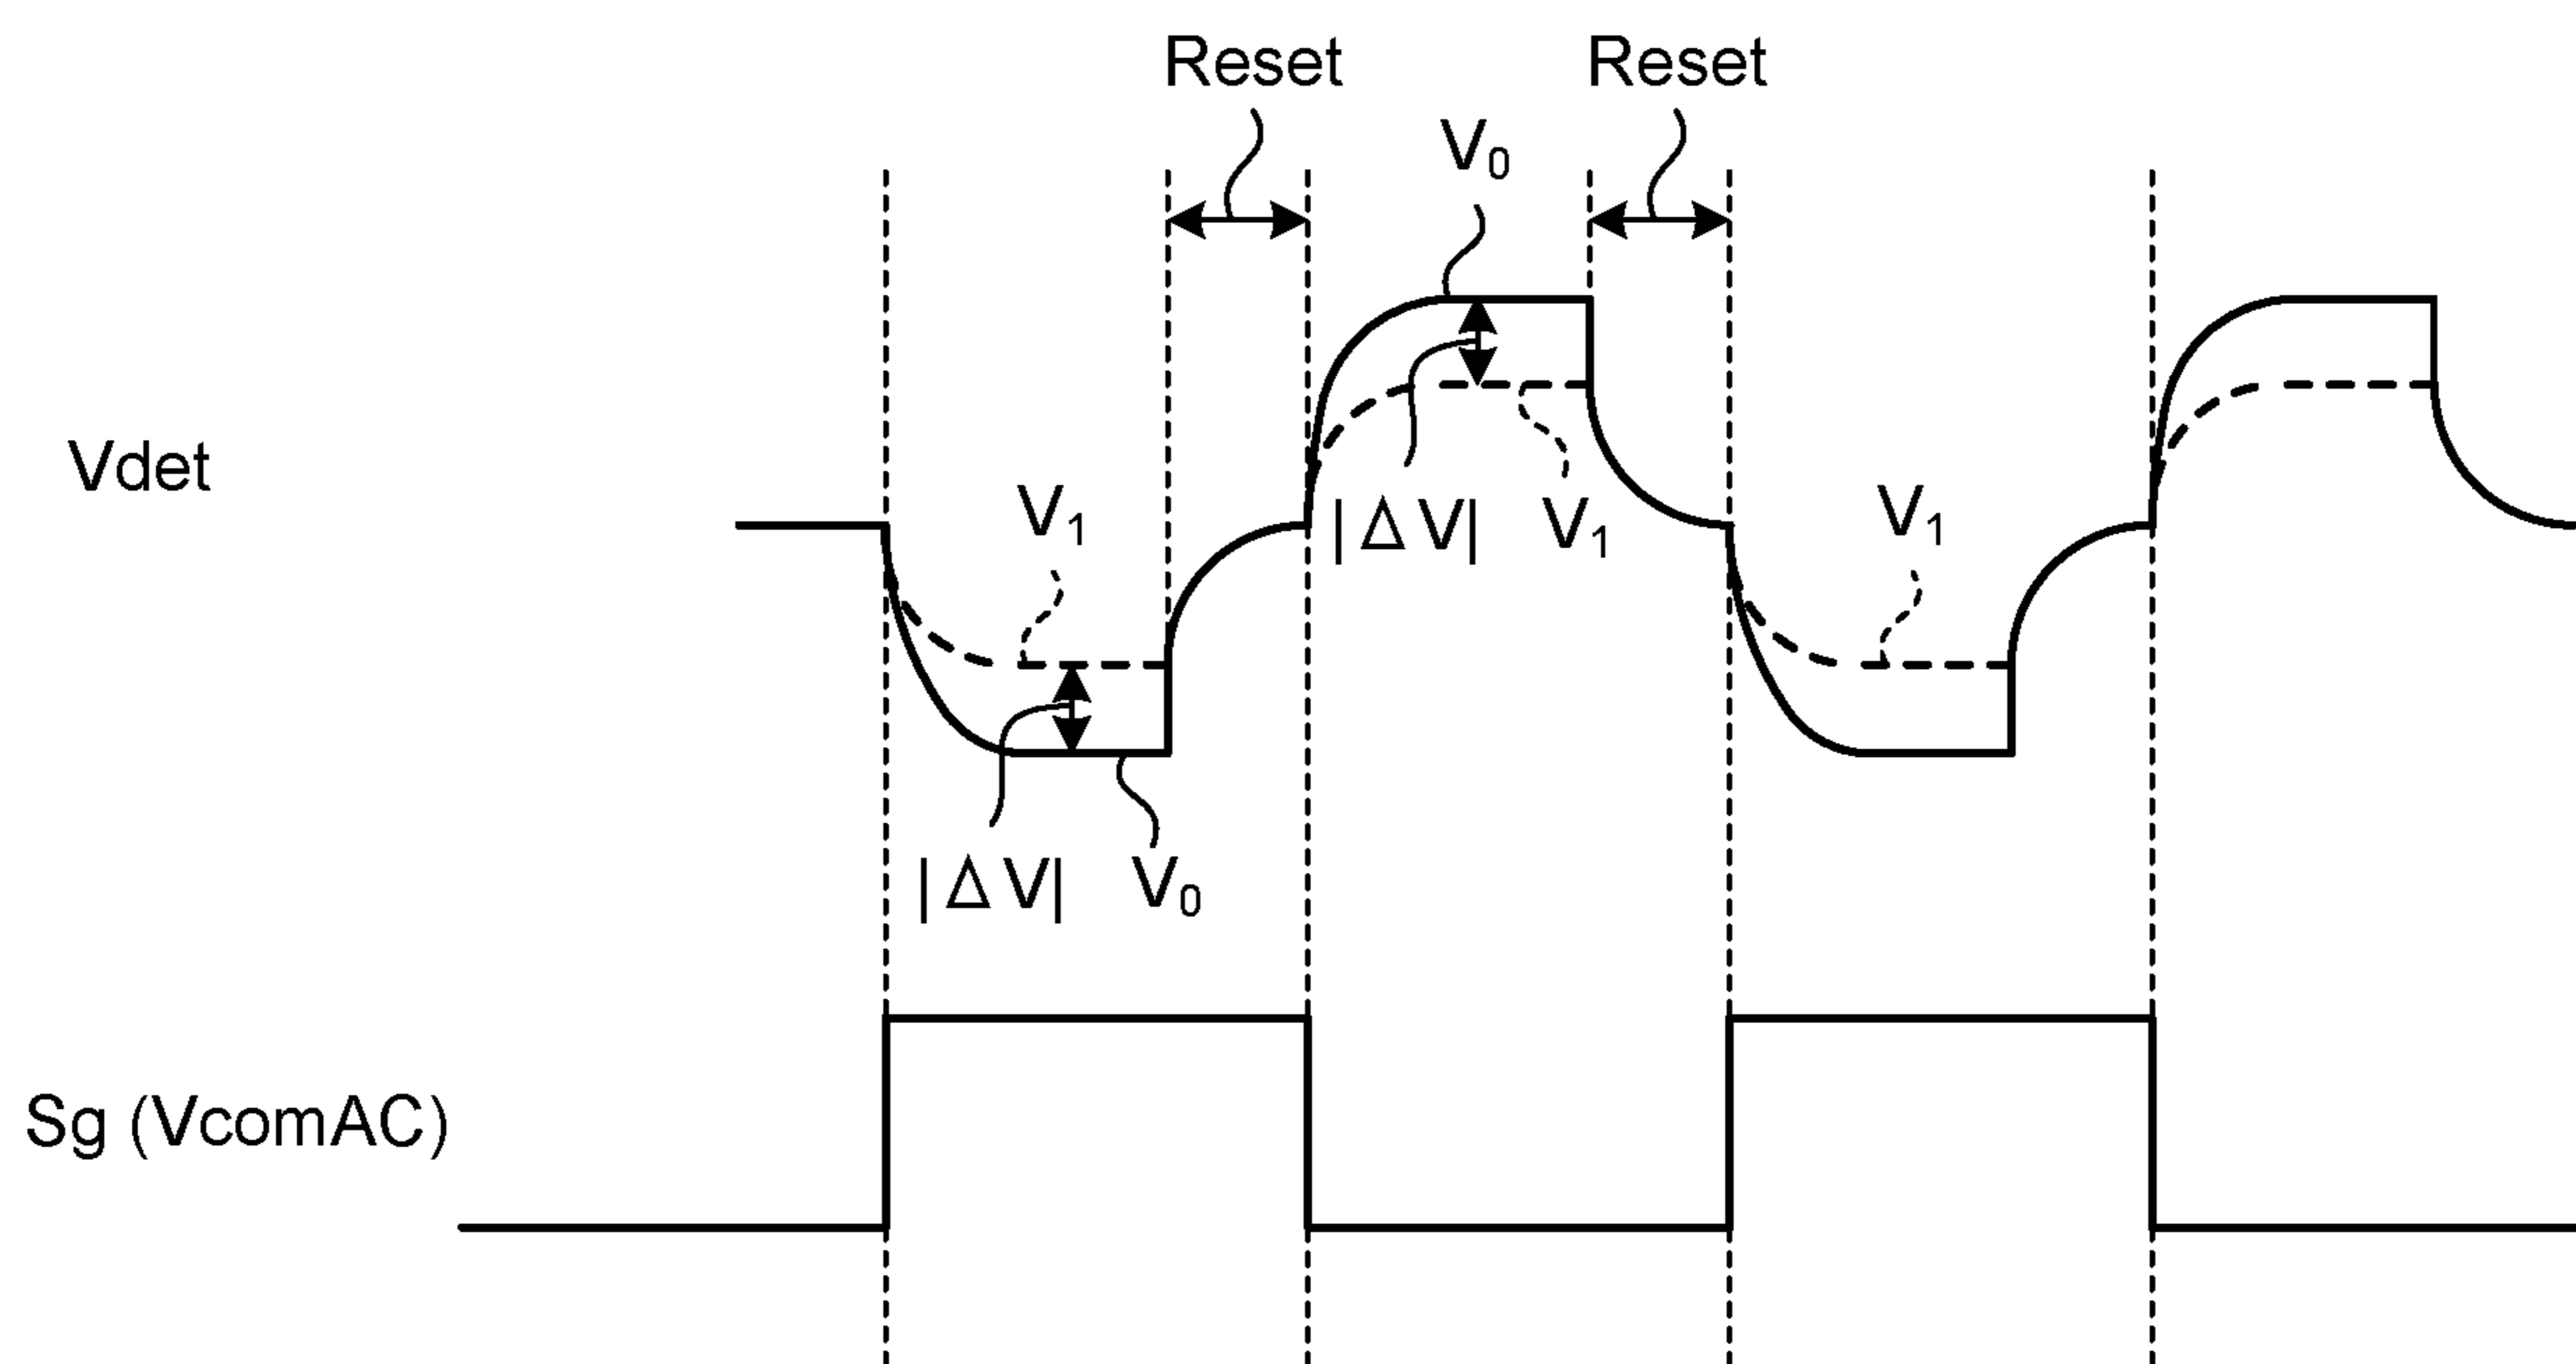 Reset
Reset
V0
Vdet
V1
|ΔV|
V1
V1
|ΔV|
V0
Sg (VcomAC)